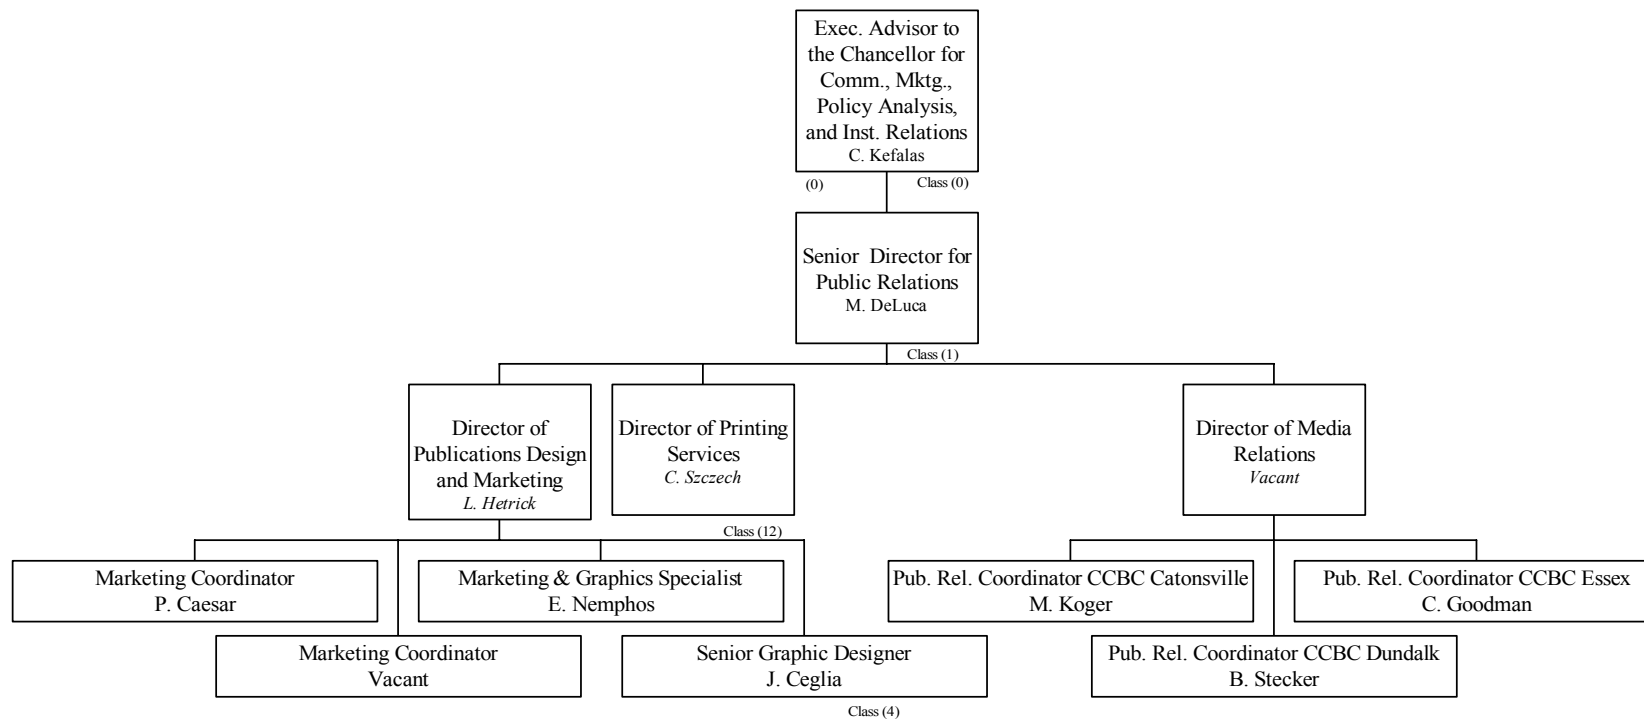 Exec. Advisor to
the Chancellor for
Comm., Mktg.,
Policy Analysis,
and Inst. Relations
C. Kefalas
(0)
Class (0)
Senior Director for
Public Relations
M. DeLuca
Class (1)
Director of
Publications Design
and Marketing
L. Hetrick
Director of Printing
Services
C. Szczech
Class (12)
Director of Media
Relations
Vacant
Marketing Coordinator
P. Caesar
Marketing & Graphics Specialist
E. Nemphos
Pub. Rel. Coordinator CCBC Catonsville
M. Koger
Pub. Rel. Coordinator CCBC Essex
C. Goodman
Marketing Coordinator
Vacant
Senior Graphic Designer
J. Ceglia
Class (4)
Pub. Rel. Coordinator CCBC Dundalk
B. Stecker